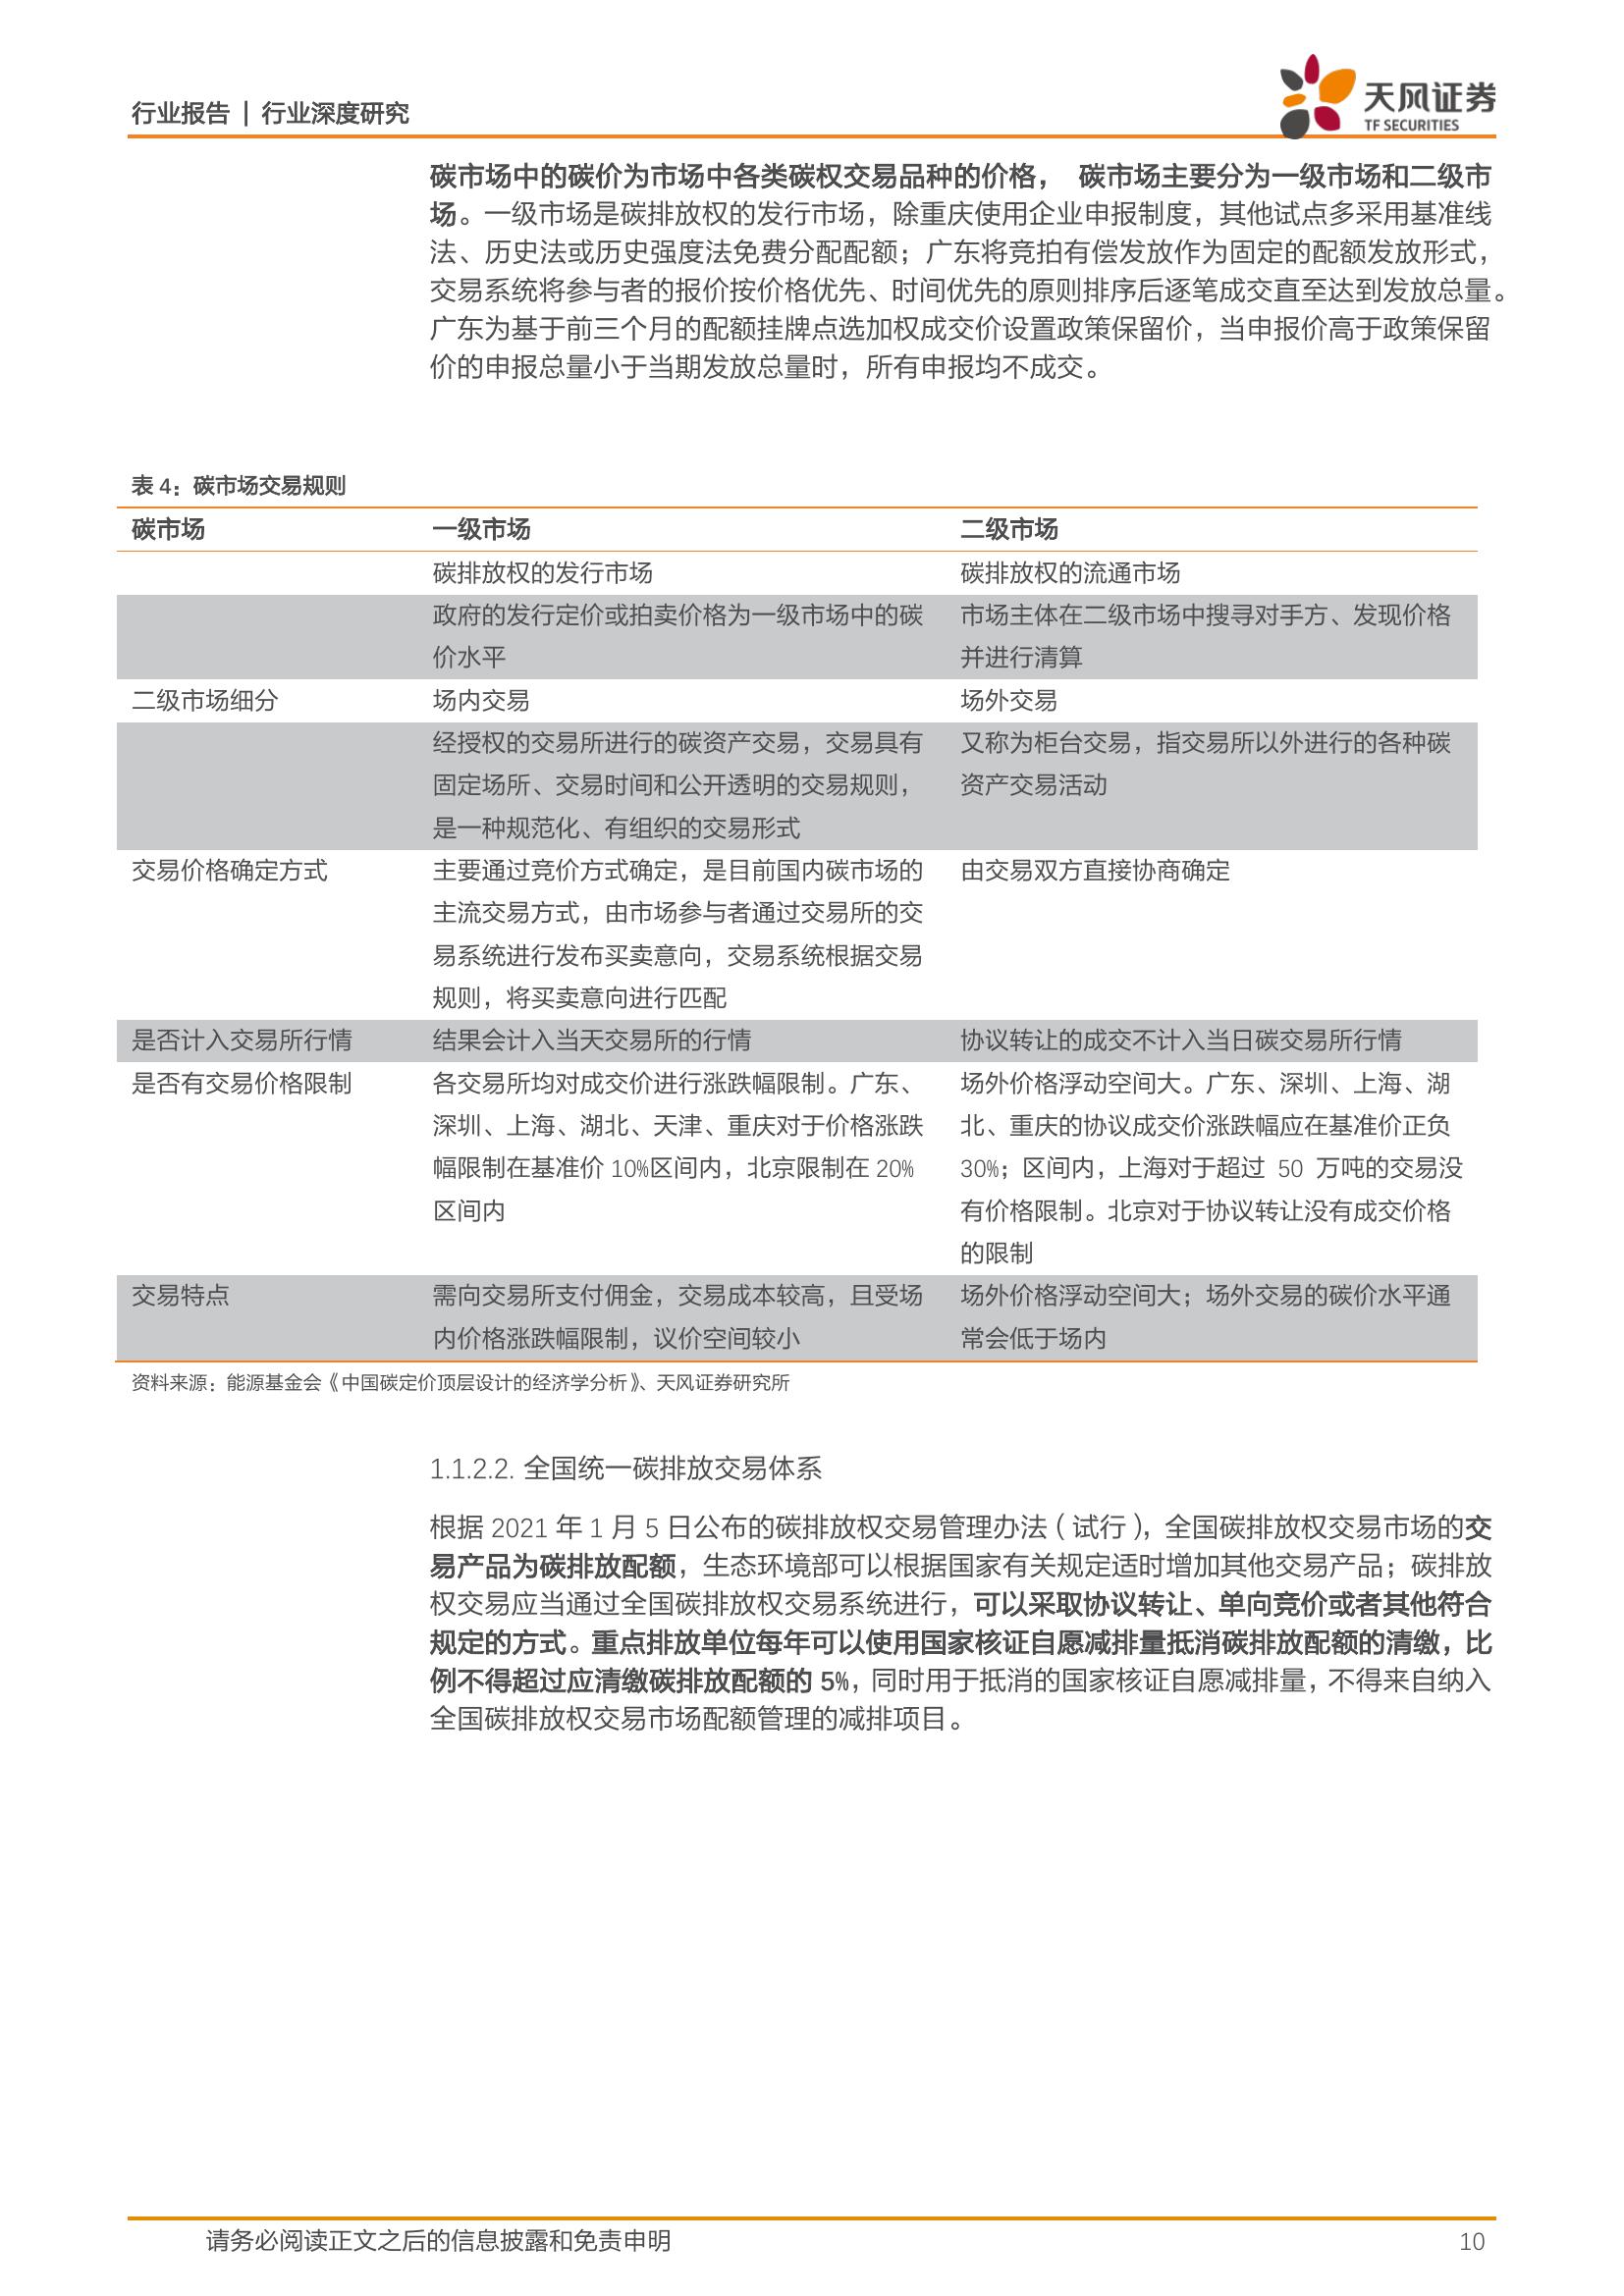 行业报告 | 行业深度研究
天风证券
TF SECURITIES
碳市场中的碳价为市场中各类碳权交易品种的价格， 碳市场主要分为一级市场和二级市
场。一级市场是碳排放权的发行市场，除重庆使用企业申报制度，其他试点多采用基准线
法、历史法或历史强度法免费分配配额；广东将竞拍有偿发放作为固定的配额发放形式，
交易系统将参与者的报价按价格优先、时间优先的原则排序后逐笔成交直至达到发放总量。
广东为基于前三个月的配额挂牌点选加权成交价设置政策保留价，当申报价高于政策保留
价的申报总量小于当期发放总量时，所有申报均不成交。
表 4：碳市场交易规则
碳市场 一级市场 二级市场
碳排放权的发行市场 碳排放权的流通市场
政府的发行定价或拍卖价格为一级市场中的碳 市场主体在二级市场中搜寻对手方、发现价格
价水平 并进行清算
二级市场细分 场内交易 场外交易
经授权的交易所进行的碳资产交易，交易具有 又称为柜台交易，指交易所以外进行的各种碳
固定场所、交易时间和公开透明的交易规则， 资产交易活动
是一种规范化、有组织的交易形式
交易价格确定方式 主要通过竞价方式确定，是目前国内碳市场的 由交易双方直接协商确定
主流交易方式，由市场参与者通过交易所的交
易系统进行发布买卖意向，交易系统根据交易
规则，将买卖意向进行匹配
是否计入交易所行情 结果会计入当天交易所的行情 协议转让的成交不计入当日碳交易所行情
是否有交易价格限制 各交易所均对成交价进行涨跌幅限制。广东、 场外价格浮动空间大。广东、深圳、上海、湖
深圳、上海、湖北、天津、重庆对于价格涨跌 北、重庆的协议成交价涨跌幅应在基准价正负
幅限制在基准价 10%区间内，北京限制在 20% 30%；区间内，上海对于超过 50 万吨的交易没
区间内 有价格限制。北京对于协议转让没有成交价格
的限制
交易特点 需向交易所支付佣金，交易成本较高，且受场 场外价格浮动空间大；场外交易的碳价水平通
内价格涨跌幅限制，议价空间较小 常会低于场内
资料来源：能源基金会《中国碳定价顶层设计的经济学分析》、天风证券研究所
1.1.2.2. 全国统一碳排放交易体系
根据 2021 年 1 月 5 日公布的碳排放权交易管理办法（试行），全国碳排放权交易市场的交
易产品为碳排放配额，生态环境部可以根据国家有关规定适时增加其他交易产品；碳排放
权交易应当通过全国碳排放权交易系统进行，可以采取协议转让、单向竞价或者其他符合
规定的方式。重点排放单位每年可以使用国家核证自愿减排量抵消碳排放配额的清缴，比
例不得超过应清缴碳排放配额的 5%，同时用于抵消的国家核证自愿减排量，不得来自纳入
全国碳排放权交易市场配额管理的减排项目。
请务必阅读正文之后的信息披露和免责申明 10